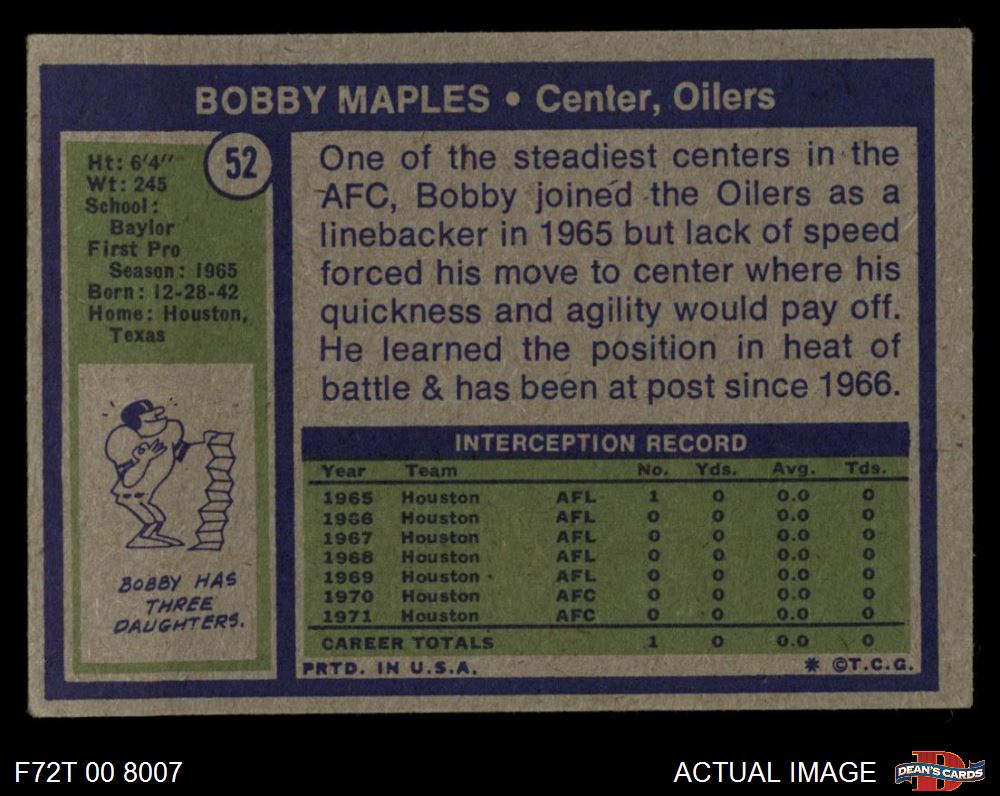 BOBBY MAPLES • Center, Oilers
52
Ht: 6'4"
Wt: 245
School:
Baylor
First Pro
Season: 1965
Born: 12-28-42
Home: Houston,
Texas
BOBBY HAS
THREE
DAUGHTERS.
One of the steadiest centers in the
AFC, Bobby joined the Oilers as a
linebacker in 1965 but lack of speed
forced his move to center where his
quickness and agility would pay off.
He learned the position in heat of
battle & has been at post since 1966.
INTERCEPTION RECORD
Year Team No. Yds. Avg. Tds.
1965 Houston AFL 1 0 0.0 0
1966 Houston AFL 0 0 0.0 0
1967 Houston AFL 0 0 0.0 0
1968 Houston AFL 0 0 0.0 0
1969 Houston AFL 0 0 0.0 0
1970 Houston AFC 0 0 0.0 0
1971 Houston AFC 0 0 0.0 0
CAREER TOTALS 1 0 0.0 0
PRTD. IN U.S.A. * ©T.C.G.
F72T 00 8007
ACTUAL IMAGE
D
DEAN'S CARDS